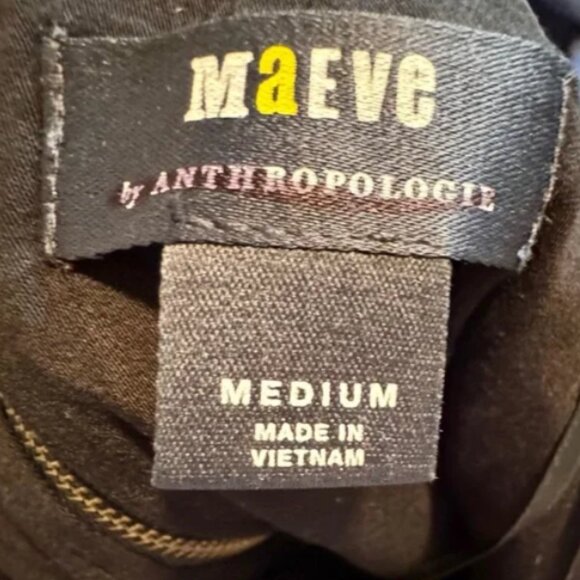 MaEVe
by ANTHROPOLOGIE
MEDIUM
MADE IN
VIETNAM